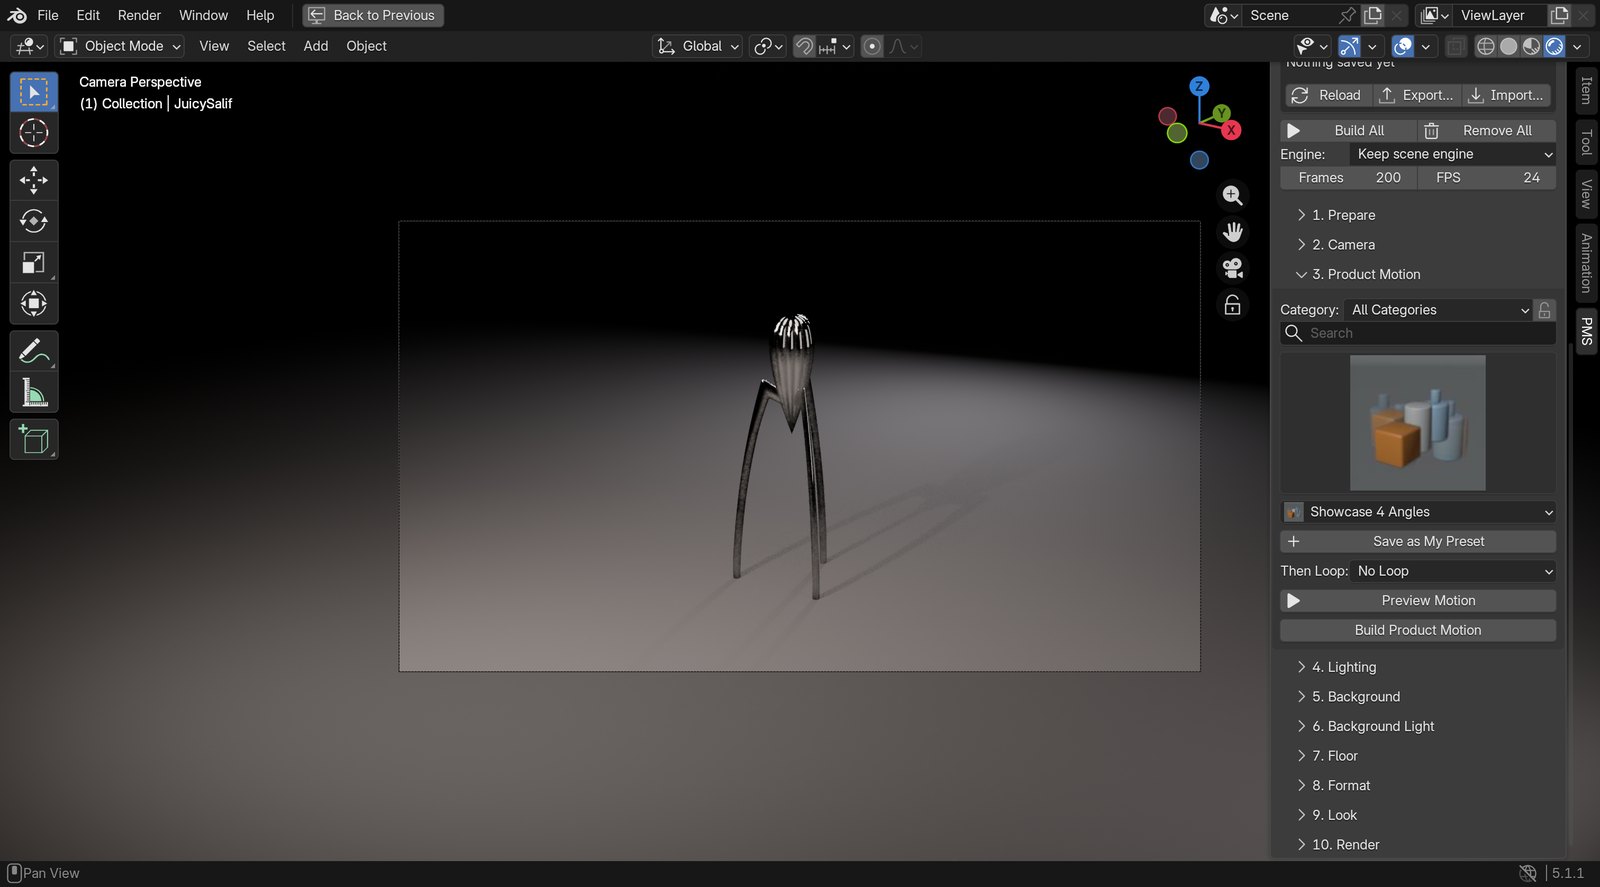 File Edit Render Window Help Back to Previous Scene ViewLayer
Object Mode View Select Add Object Global
Camera Perspective
(1) Collection | JuicySalif
Z
Y
X
Nothing saved yet
Reload Export... Import...
Build All Remove All
Engine: Keep scene engine
Frames 200 FPS 24
1. Prepare
2. Camera
3. Product Motion
Category: All Categories
Search
Showcase 4 Angles
Save as My Preset
Then Loop: No Loop
Preview Motion
Build Product Motion
4. Lighting
5. Background
6. Background Light
7. Floor
8. Format
9. Look
10. Render
Item
Tool
View
Animation
PMS
Pan View
5.1.1